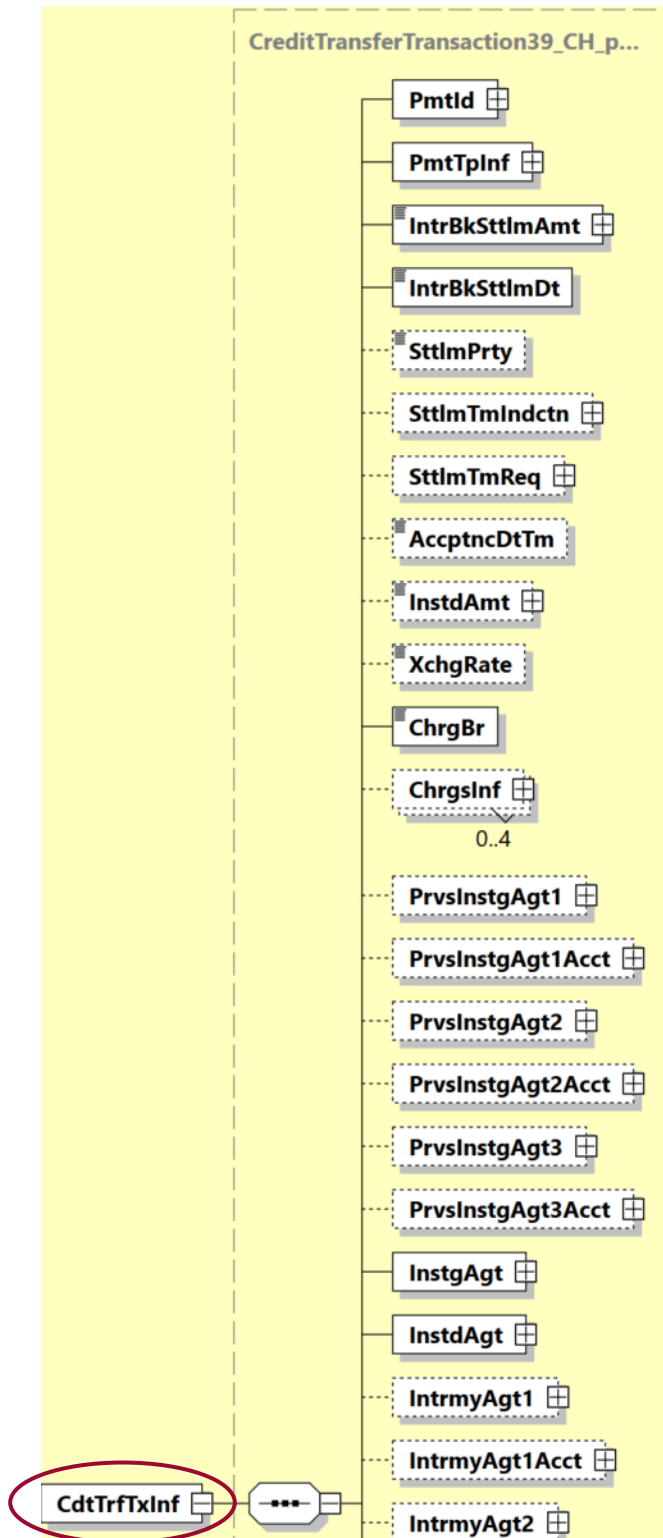 CreditTransferTransaction39_CH_p...
PmtId
PmtTpInf
IntrBkSttlmAmt
IntrBkSttlmDt
SttlmPrty
SttlmTmIndctn
SttlmTmReq
AccptncDtTm
InstdAmt
XchgRate
ChrgBr
ChrgsInf
0..4
PrvsInstgAgt1
PrvsInstgAgt1Acct
PrvsInstgAgt2
PrvsInstgAgt2Acct
PrvsInstgAgt3
PrvsInstgAgt3Acct
InstgAgt
InstdAgt
IntrmyAgt1
IntrmyAgt1Acct
CdtTrfTxInf
IntrmyAgt2